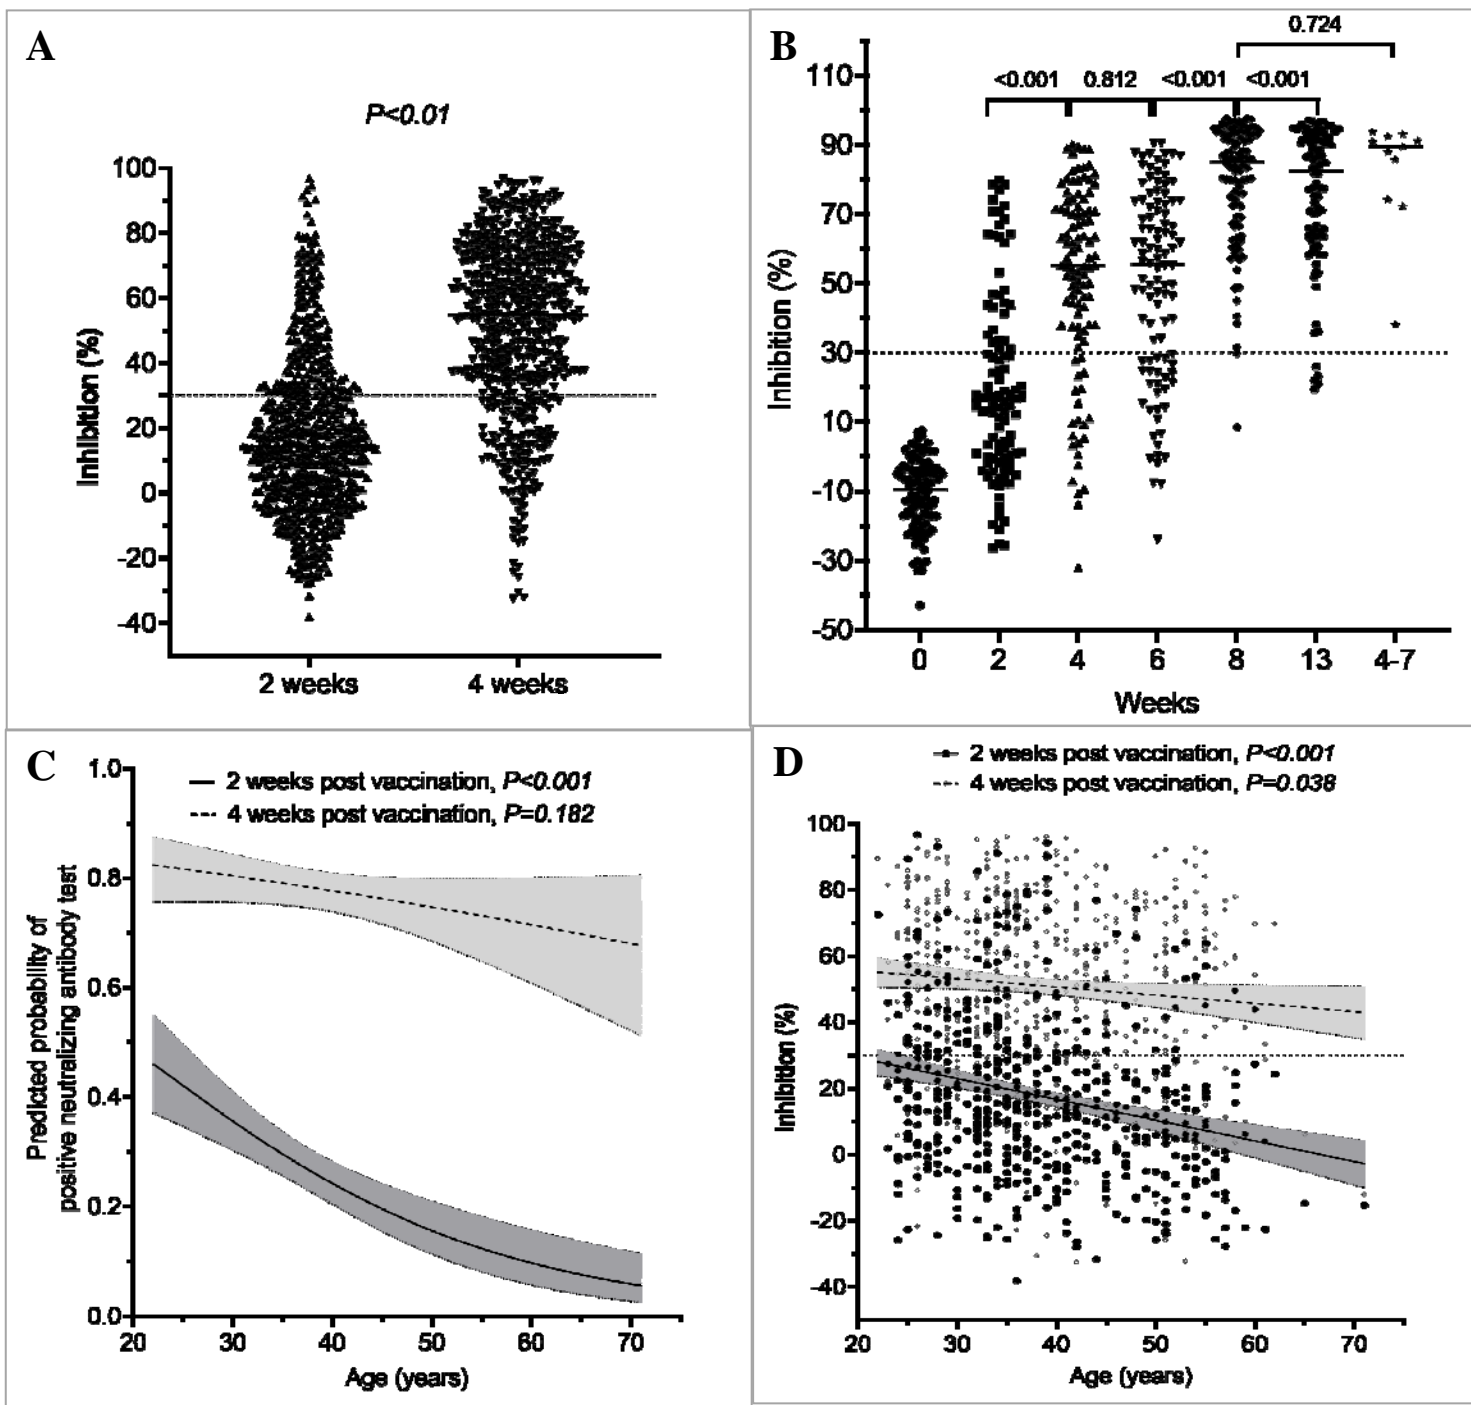 A
P<0.01
100
80
60
40
20
0
-20
-40
Inhibition (%)
2 weeks 4 weeks
B
0.724
<0.001 0.812 <0.001 <0.001
110
90
70
50
30
10
-10
-30
-50
Inhibition (%)
0 2 4 6 8 13 4-7
Weeks
C
2 weeks post vaccination, P<0.001
4 weeks post vaccination, P=0.182
1.0
0.8
0.6
0.4
0.2
0.0
Predicted probability of
positive neutralizing antibody test
20 30 40 50 60 70
Age (years)
D
2 weeks post vaccination, P<0.001
4 weeks post vaccination, P=0.038
100
80
60
40
20
0
-20
-40
Inhibition (%)
20 30 40 50 60 70
Age (years)